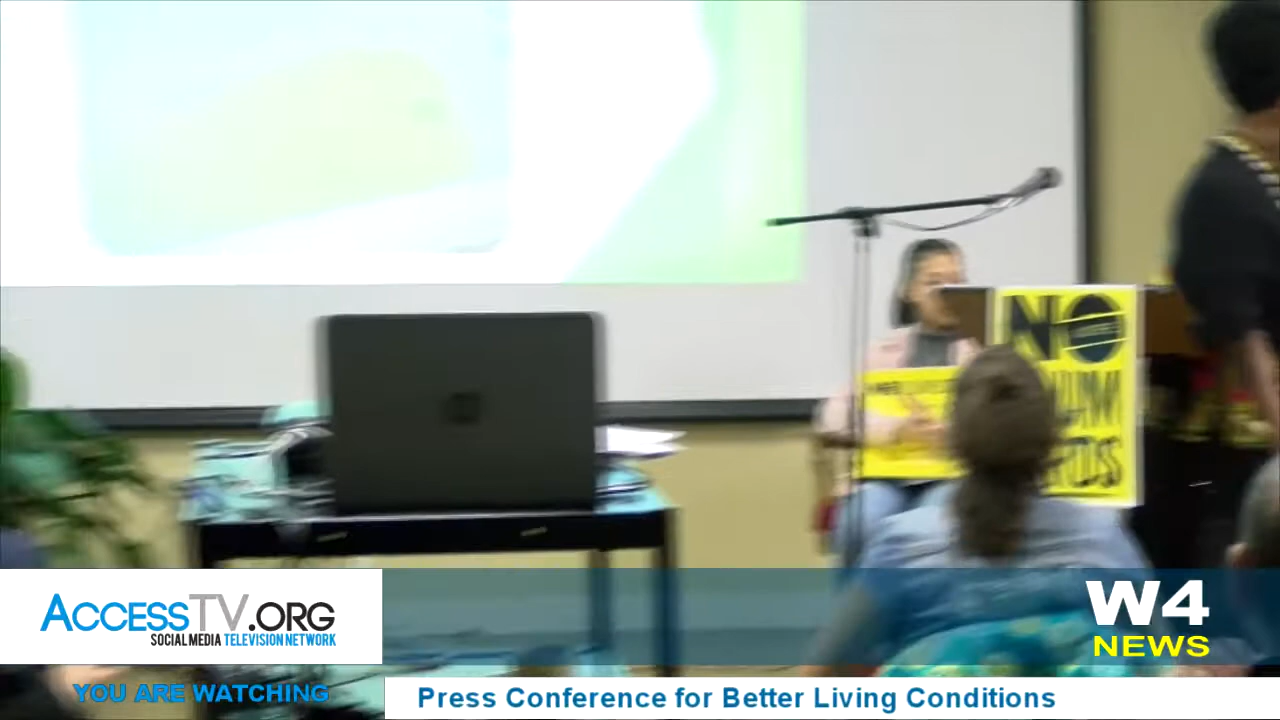 NO
ACCESSTV.ORG
SOCIAL MEDIA TELEVISION NETWORK
W4
NEWS
YOU ARE WATCHING
Press Conference for Better Living Conditions